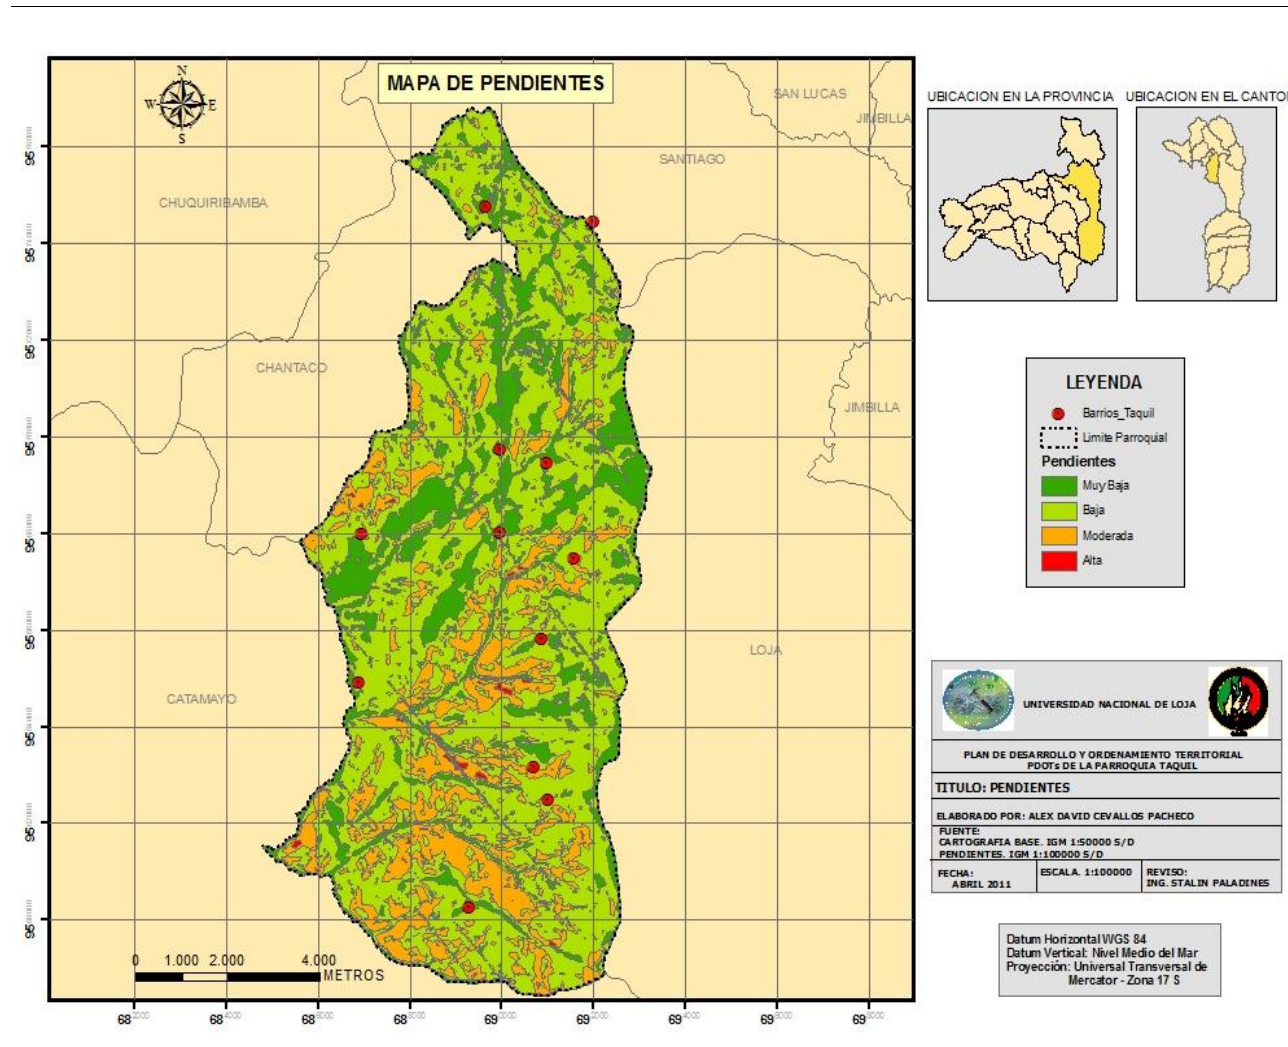 MAPA DE PENDIENTES
N
W
E
S
SAN LUCAS
JIMBILLA
SANTIAGO
CHUQUIRIBAMBA
CHANTACO
JIMBILLA
LOJA
CATAMAYO
0 1.000 2.000 4.000
METROS
UBICACION EN LA PROVINCIA
UBICACION EN EL CANTO
LEYENDA
Barrios_Taquil
Limite Parroquial
Pendientes
Muy Baja
Baja
Moderada
Alta
UNIVERSIDAD NACIONAL DE LOJA
PLAN DE DESARROLLO Y ORDENAMIENTO TERRITORIAL
PDOTs DE LA PARROQUIA TAQUIL
TITULO: PENDIENTES
ELABORADO POR: ALEX DAVID CEVALLOS PACHECO
FUENTE:
CARTOGRAFIA BASE. IGM 1:50000 S/D
PENDIENTES. IGM 1:100000 S/D
FECHA:
ABRIL 2011
ESCALA. 1:100000
REVISO:
ING. STALIN PALADINES
Datum Horizontal WGS 84
Datum Vertical: Nivel Medio del Mar
Proyección: Universal Transversal de
Mercator - Zona 17 S